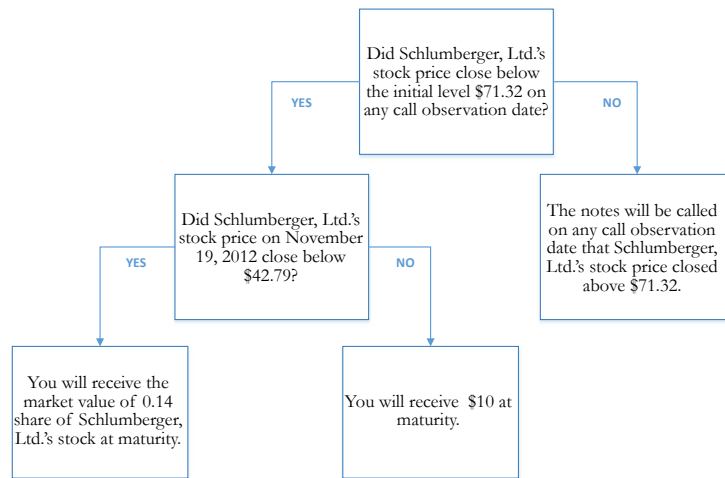 Did Schlumberger, Ltd.'s
stock price close below
the initial level $71.32 on
any call observation date?
YES
NO
Did Schlumberger, Ltd.'s
stock price on November
19, 2012 close below
$42.79?
The notes will be called
on any call observation
date that Schlumberger,
Ltd.'s stock price closed
above $71.32.
YES
NO
You will receive the
market value of 0.14
share of Schlumberger,
Ltd.'s stock at maturity.
You will receive $10 at
maturity.